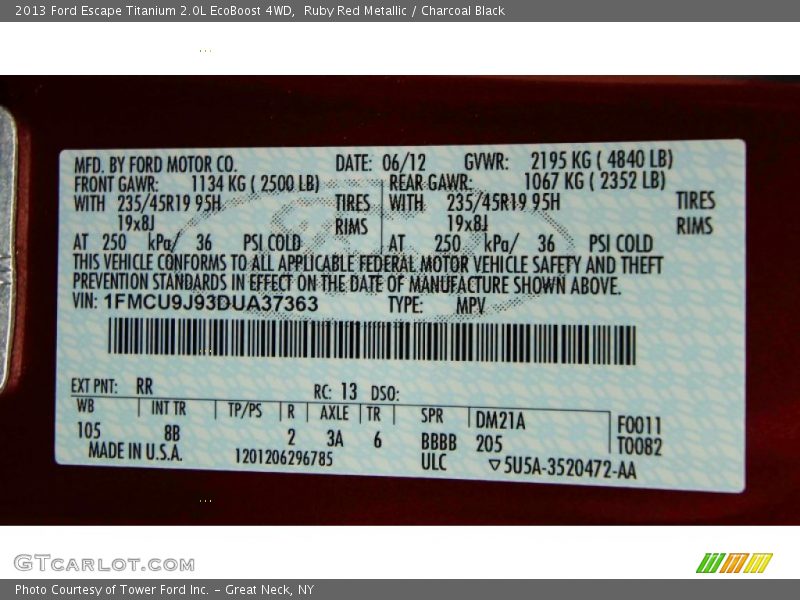 2013 Ford Escape Titanium 2.0L EcoBoost 4WD,  Ruby Red Metallic / Charcoal Black
MFD. BY FORD MOTOR CO. DATE: 06/12 GVWR: 2195 KG ( 4840 LB)
FRONT GAWR: 1134 KG ( 2500 LB) REAR GAWR: 1067 KG ( 2352 LB)
WITH 235/45R19 95H TIRES WITH 235/45R19 95H TIRES
19x8J RIMS 19x8J RIMS
AT 250 kPa/ 36 PSI COLD AT 250 kPa/ 36 PSI COLD
THIS VEHICLE CONFORMS TO ALL APPLICABLE FEDERAL MOTOR VEHICLE SAFETY AND THEFT
PREVENTION STANDARDS IN EFFECT ON THE DATE OF MANUFACTURE SHOWN ABOVE.
VIN: 1FMCU9J93DUA37363 TYPE: MPV
EXT PNT: RR RC: 13 DSO:
WB INT TR TP/PS R AXLE TR SPR DM21A F0011
105 8B 2 3A 6 BBBB 205 T0082
MADE IN U.S.A. 1201206296785 ULC 5U5A-3520472-AA
GTCARLOT.COM
Photo Courtesy of Tower Ford Inc. - Great Neck, NY